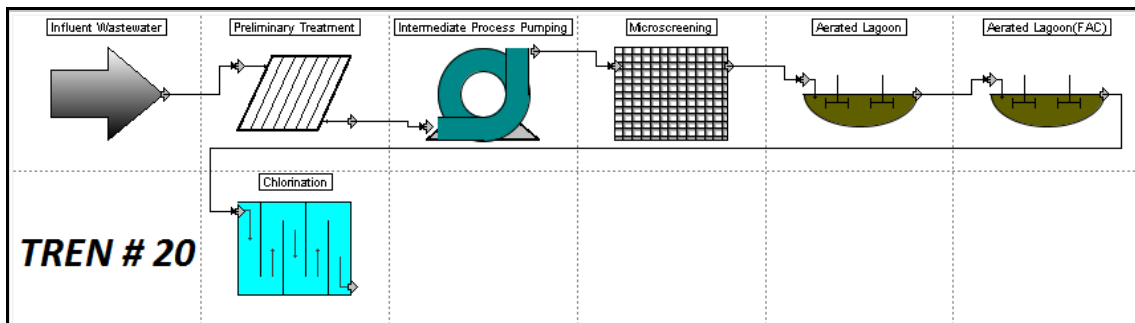 Influent Wastewater
Preliminary Treatment
Intermediate Process Pumping
Microscreening
Aerated Lagoon
Aerated Lagoon(FAC)
Chlorination
TREN # 20